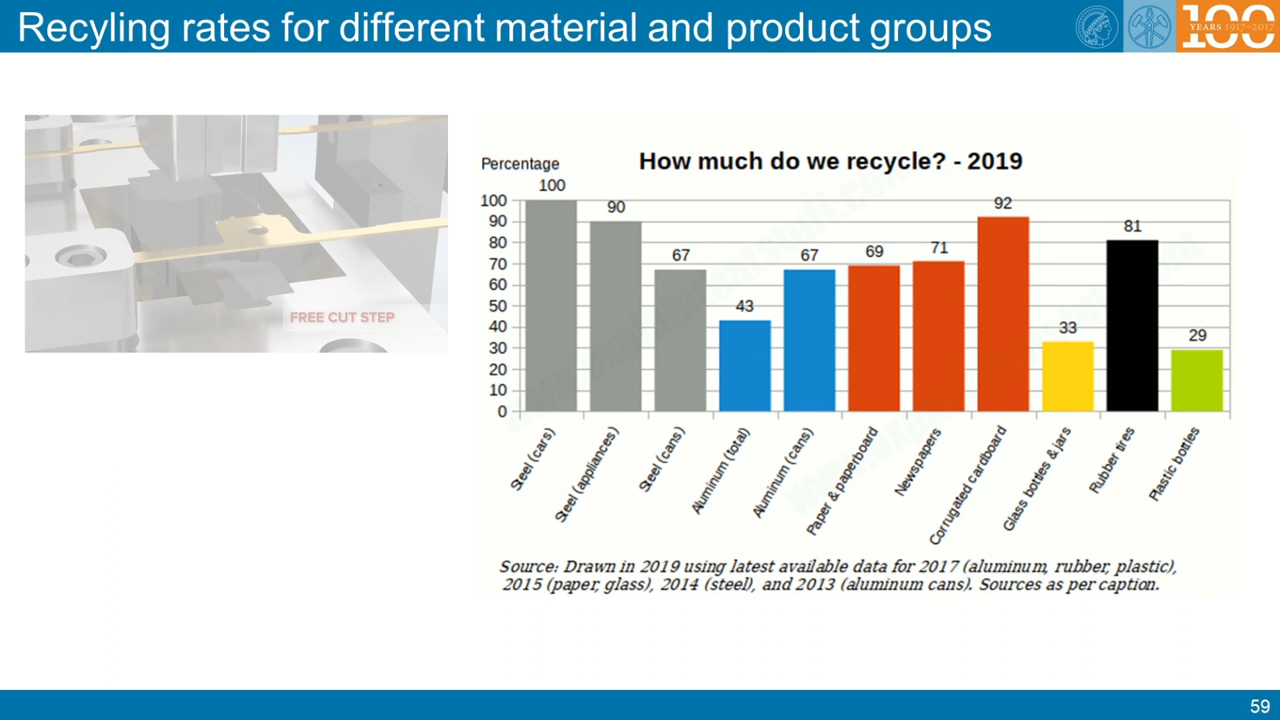 Recyling rates for different material and product groups
100
YEARS 1917–2017
FREE CUT STEP
Percentage
How much do we recycle? - 2019
100
90
67
43
67
69
71
92
33
81
29
100
90
80
70
60
50
40
30
20
10
0
Steel (cars)
Steel (appliances)
Steel (cans)
Aluminum (total)
Aluminum (cans)
Paper & paperboard
Newspapers
Corrugated cardboard
Glass bottles & jars
Rubber tires
Plastic bottles
Source: Drawn in 2019 using latest available data for 2017 (aluminum, rubber, plastic),
2015 (paper, glass), 2014 (steel), and 2013 (aluminum cans). Sources as per caption.
59